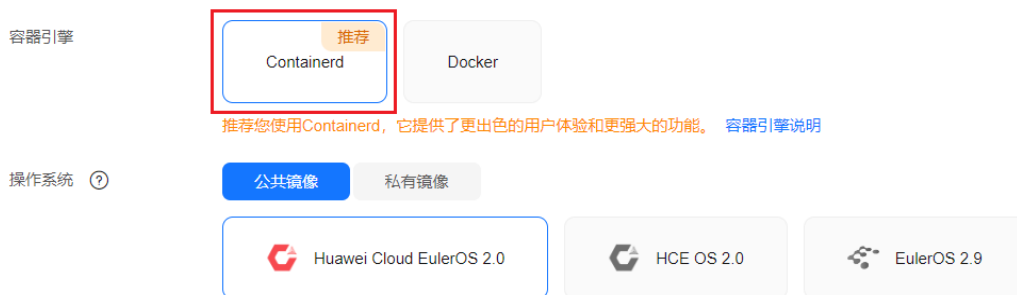 容器引擎
推荐
Containerd
Docker
推荐您使用Containerd，它提供了更出色的用户体验和更强大的功能。 容器引擎说明
操作系统 ?
公共镜像
私有镜像
Huawei Cloud EulerOS 2.0
HCE OS 2.0
EulerOS 2.9